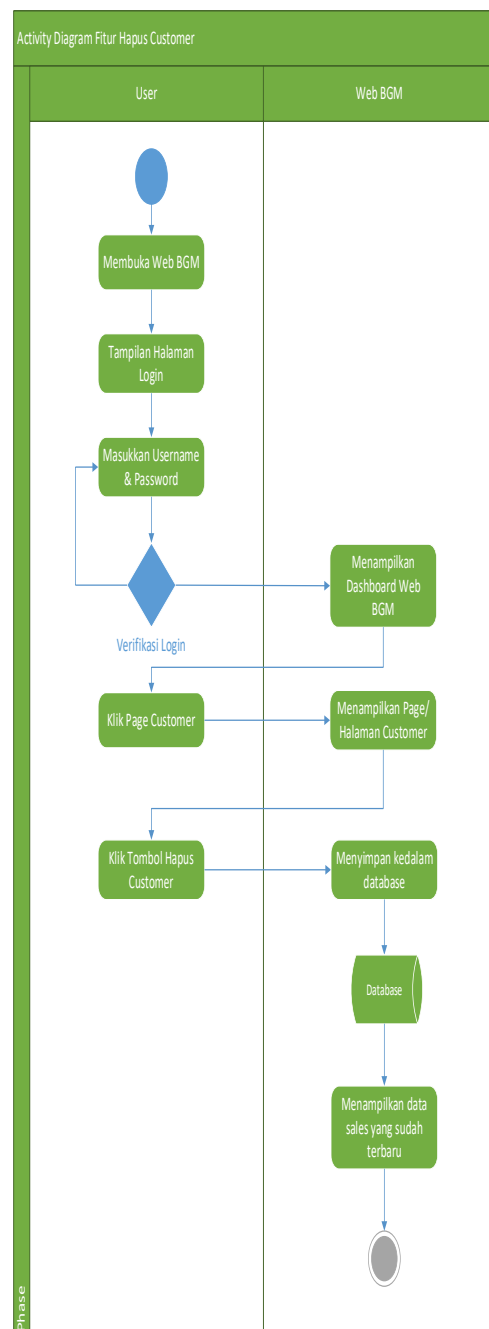 Activity Diagram Fitur Hapus Customer
User
Web BGM
Membuka Web BGM
Tampilan Halaman
Login
Masukkan Username
& Password
Verifikasi Login
Menampilkan
Dashboard Web
BGM
Klik Page Customer
Menampilkan Page/
Halaman Customer
Klik Tombol Hapus
Customer
Menyimpan kedalam
database
Database
Menampilkan data
sales yang sudah
terbaru
Phase